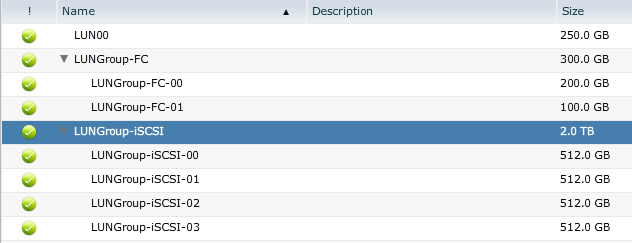 ! Name Description Size
LUN00 250.0 GB
LUNGroup-FC 300.0 GB
LUNGroup-FC-00 200.0 GB
LUNGroup-FC-01 100.0 GB
LUNGroup-iSCSI 2.0 TB
LUNGroup-iSCSI-00 512.0 GB
LUNGroup-iSCSI-01 512.0 GB
LUNGroup-iSCSI-02 512.0 GB
LUNGroup-iSCSI-03 512.0 GB